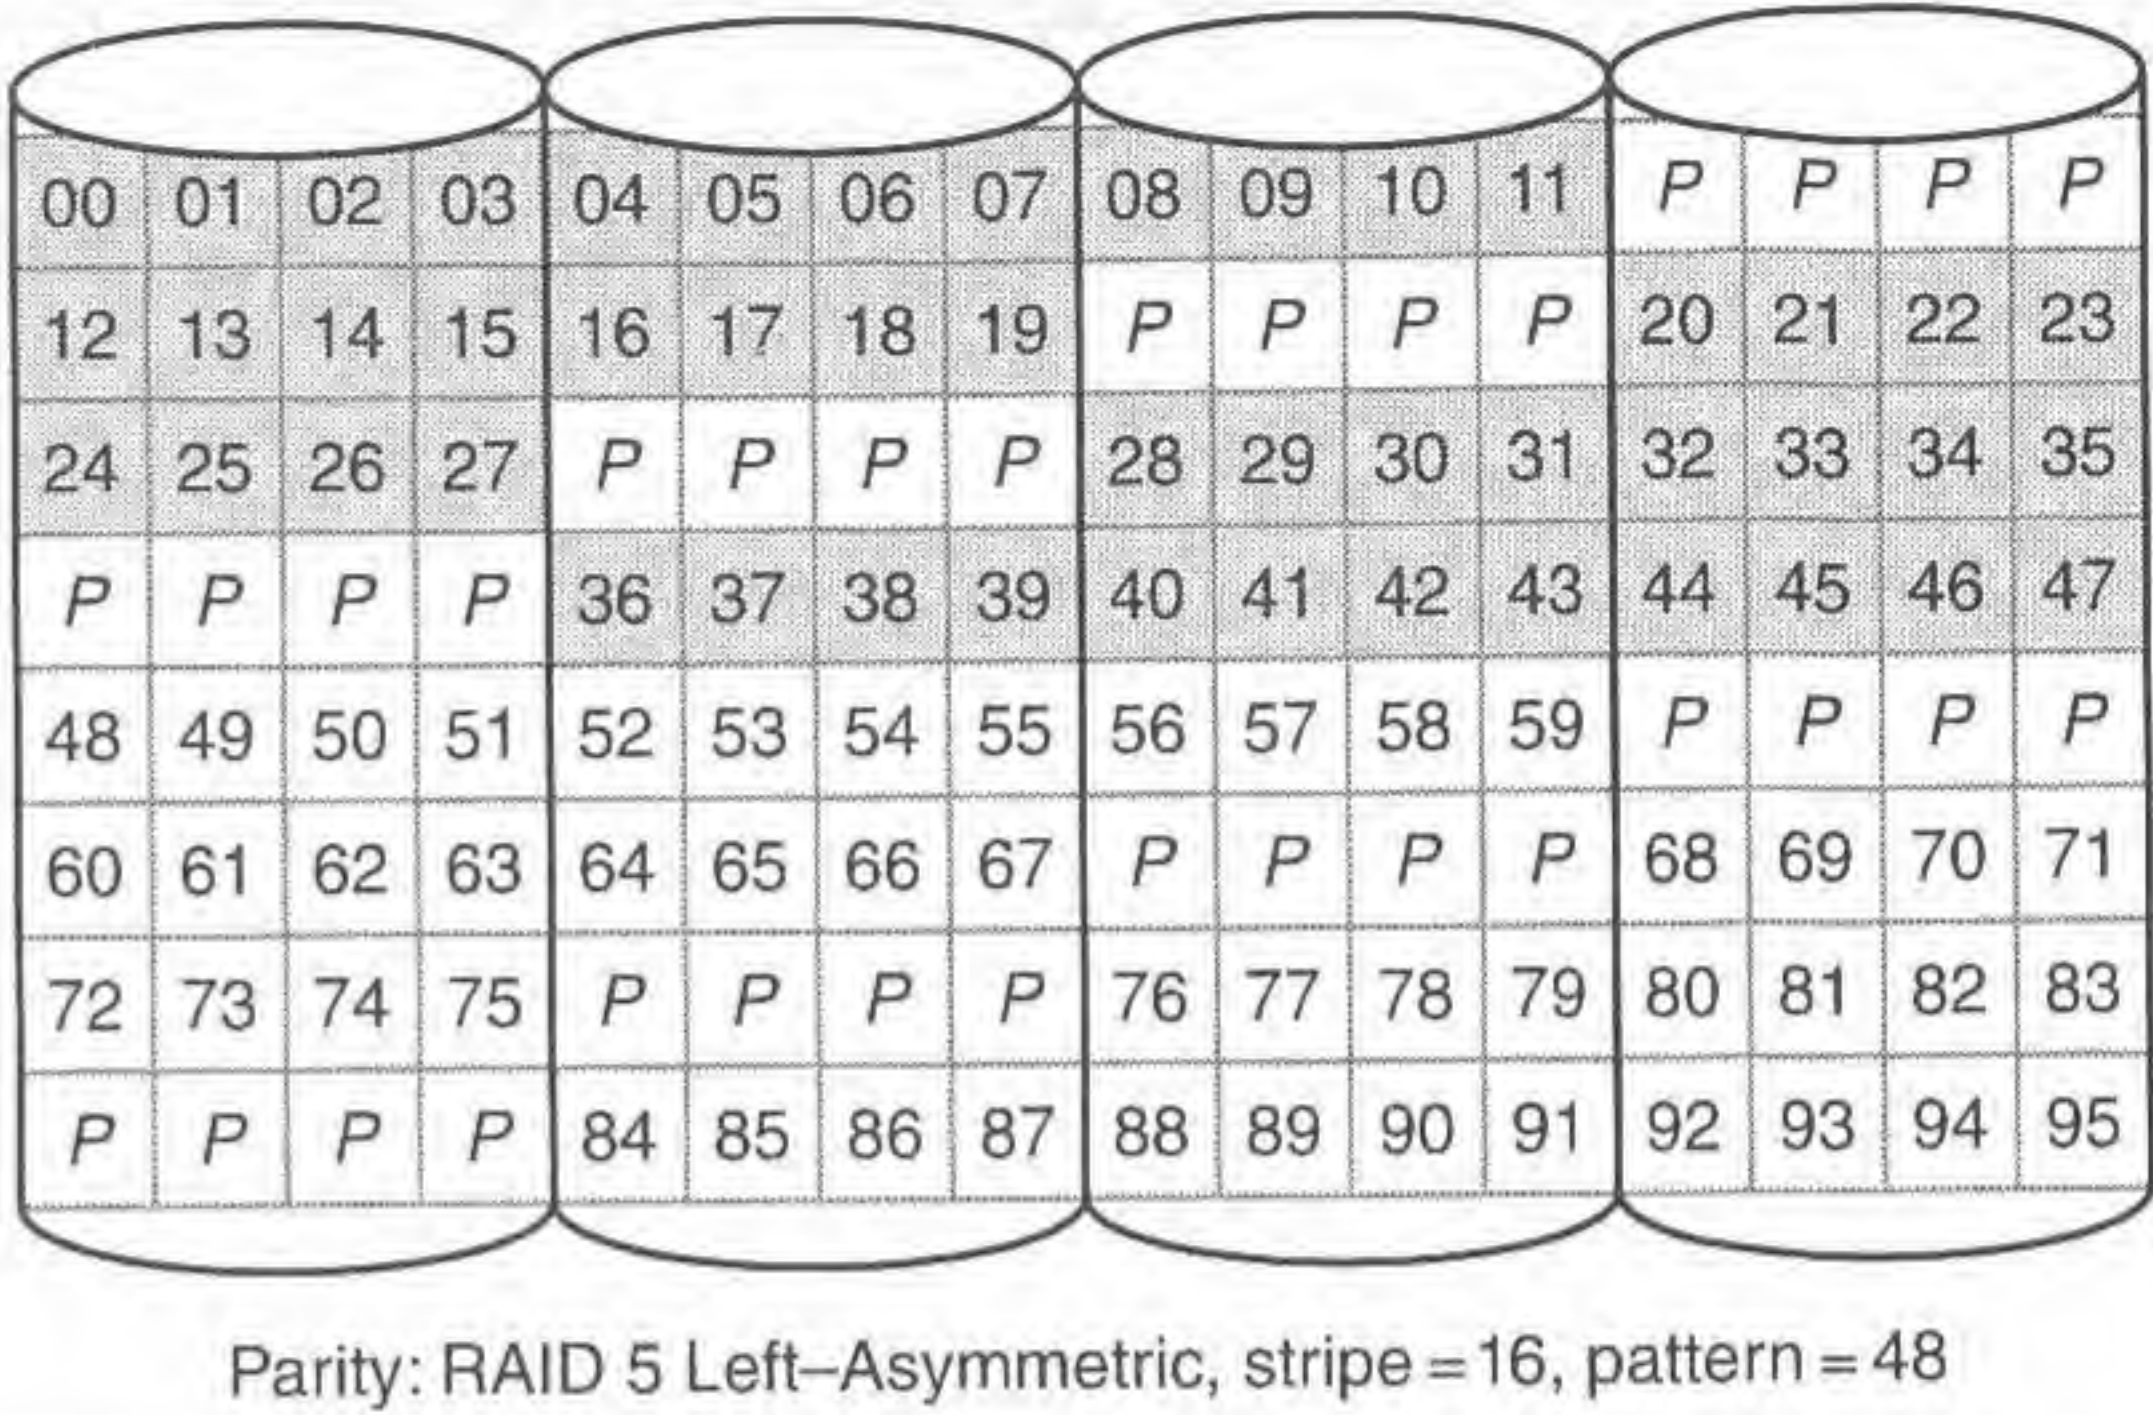 00 01 02 03 04 05 06 07 08 09 10 11 P P P P
12 13 14 15 16 17 18 19 P P P P 20 21 22 23
24 25 26 27 P P P P 28 29 30 31 32 33 34 35
P P P P 36 37 38 39 40 41 42 43 44 45 46 47
48 49 50 51 52 53 54 55 56 57 58 59 P P P P
60 61 62 63 64 65 66 67 P P P P 68 69 70 71
72 73 74 75 P P P P 76 77 78 79 80 81 82 83
P P P P 84 85 86 87 88 89 90 91 92 93 94 95
Parity: RAID 5 Left–Asymmetric, stripe = 16, pattern = 48